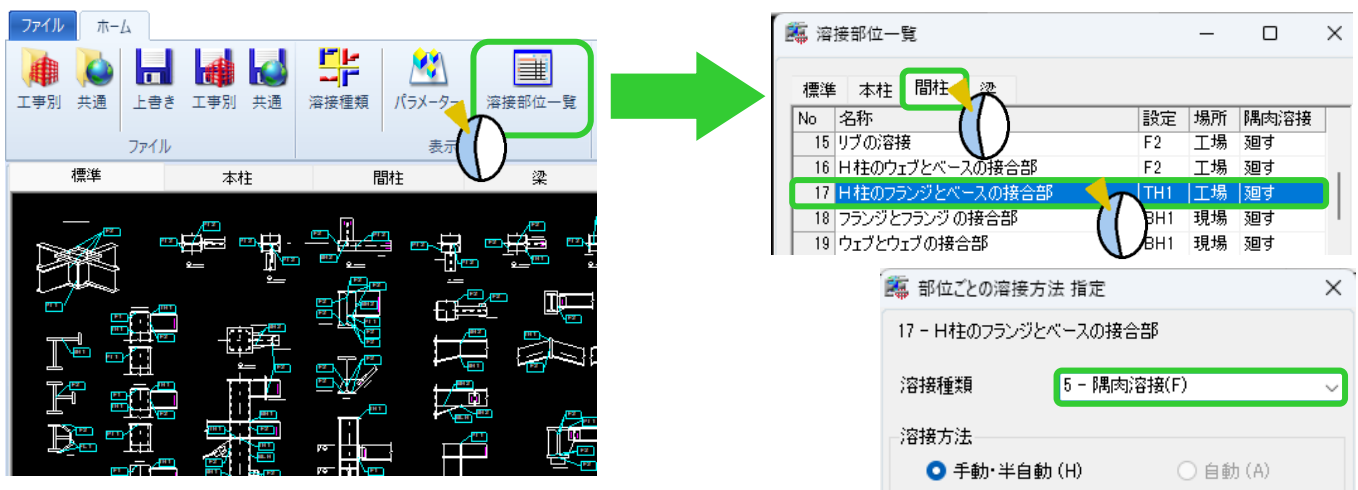 ファイル ホーム
工事別 共通 上書き 工事別 共通 溶接種類 パラメーター 溶接部位一覧
ファイル 表示
標準 本柱 間柱 梁
溶接部位一覧
標準 本柱 間柱 梁
No 名称 設定 場所 隅肉溶接
15 リブの溶接 F2 工場 廻す
16 H柱のウェブとベースの接合部 F2 工場 廻す
17 H柱のフランジとベースの接合部 TH1 工場 廻す
18 フランジとフランジの接合部 BH1 現場 廻す
19 ウェブとウェブの接合部 BH1 現場 廻す
部位ごとの溶接方法 指定
17 - H柱のフランジとベースの接合部
溶接種類 5 - 隅肉溶接(F)
溶接方法
手動・半自動 (H) 自動 (A)